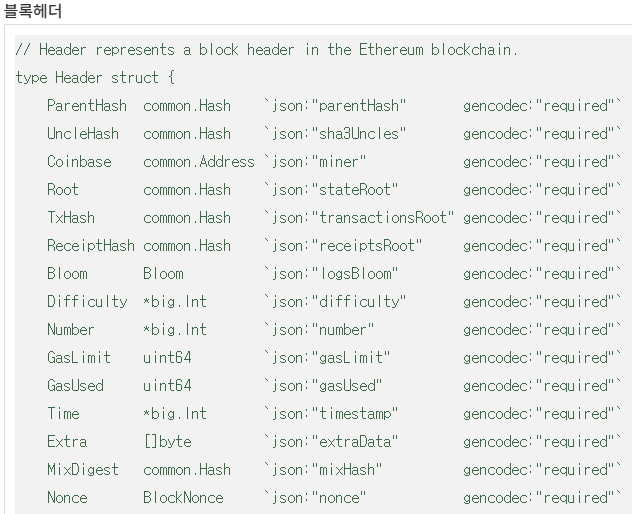 블록헤더
// Header represents a block header in the Ethereum blockchain.
type Header struct {
    ParentHash  common.Hash    `json:"parentHash"       gencodec:"required"`
    UncleHash   common.Hash    `json:"sha3Uncles"       gencodec:"required"`
    Coinbase    common.Address `json:"miner"            gencodec:"required"`
    Root        common.Hash    `json:"stateRoot"        gencodec:"required"`
    TxHash      common.Hash    `json:"transactionsRoot" gencodec:"required"`
    ReceiptHash common.Hash    `json:"receiptsRoot"     gencodec:"required"`
    Bloom       Bloom          `json:"logsBloom"        gencodec:"required"`
    Difficulty  *big.Int       `json:"difficulty"       gencodec:"required"`
    Number      *big.Int       `json:"number"           gencodec:"required"`
    GasLimit    uint64         `json:"gasLimit"         gencodec:"required"`
    GasUsed     uint64         `json:"gasUsed"          gencodec:"required"`
    Time        *big.Int       `json:"timestamp"        gencodec:"required"`
    Extra       []byte         `json:"extraData"        gencodec:"required"`
    MixDigest   common.Hash    `json:"mixHash"          gencodec:"required"`
    Nonce       BlockNonce     `json:"nonce"            gencodec:"required"`